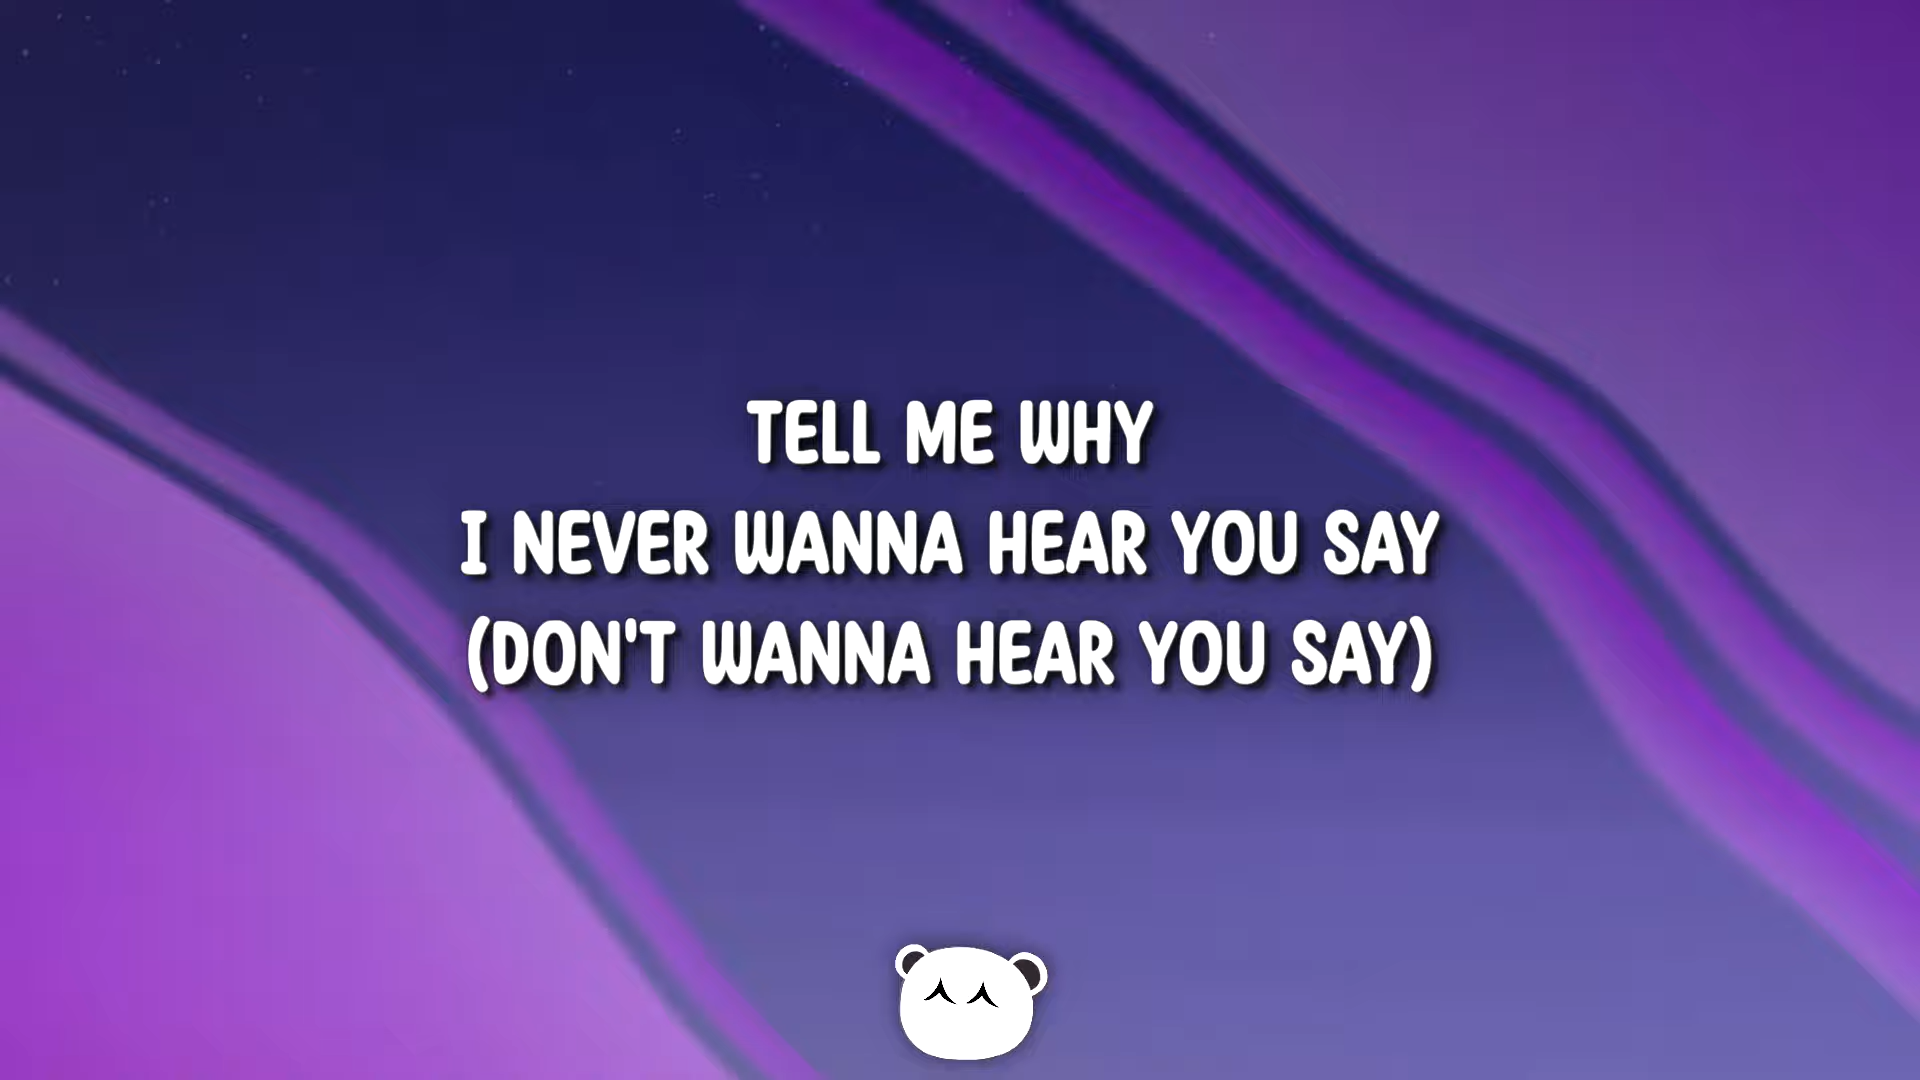 TELL ME WHY
I NEVER WANNA HEAR YOU SAY
(DON'T WANNA HEAR YOU SAY)